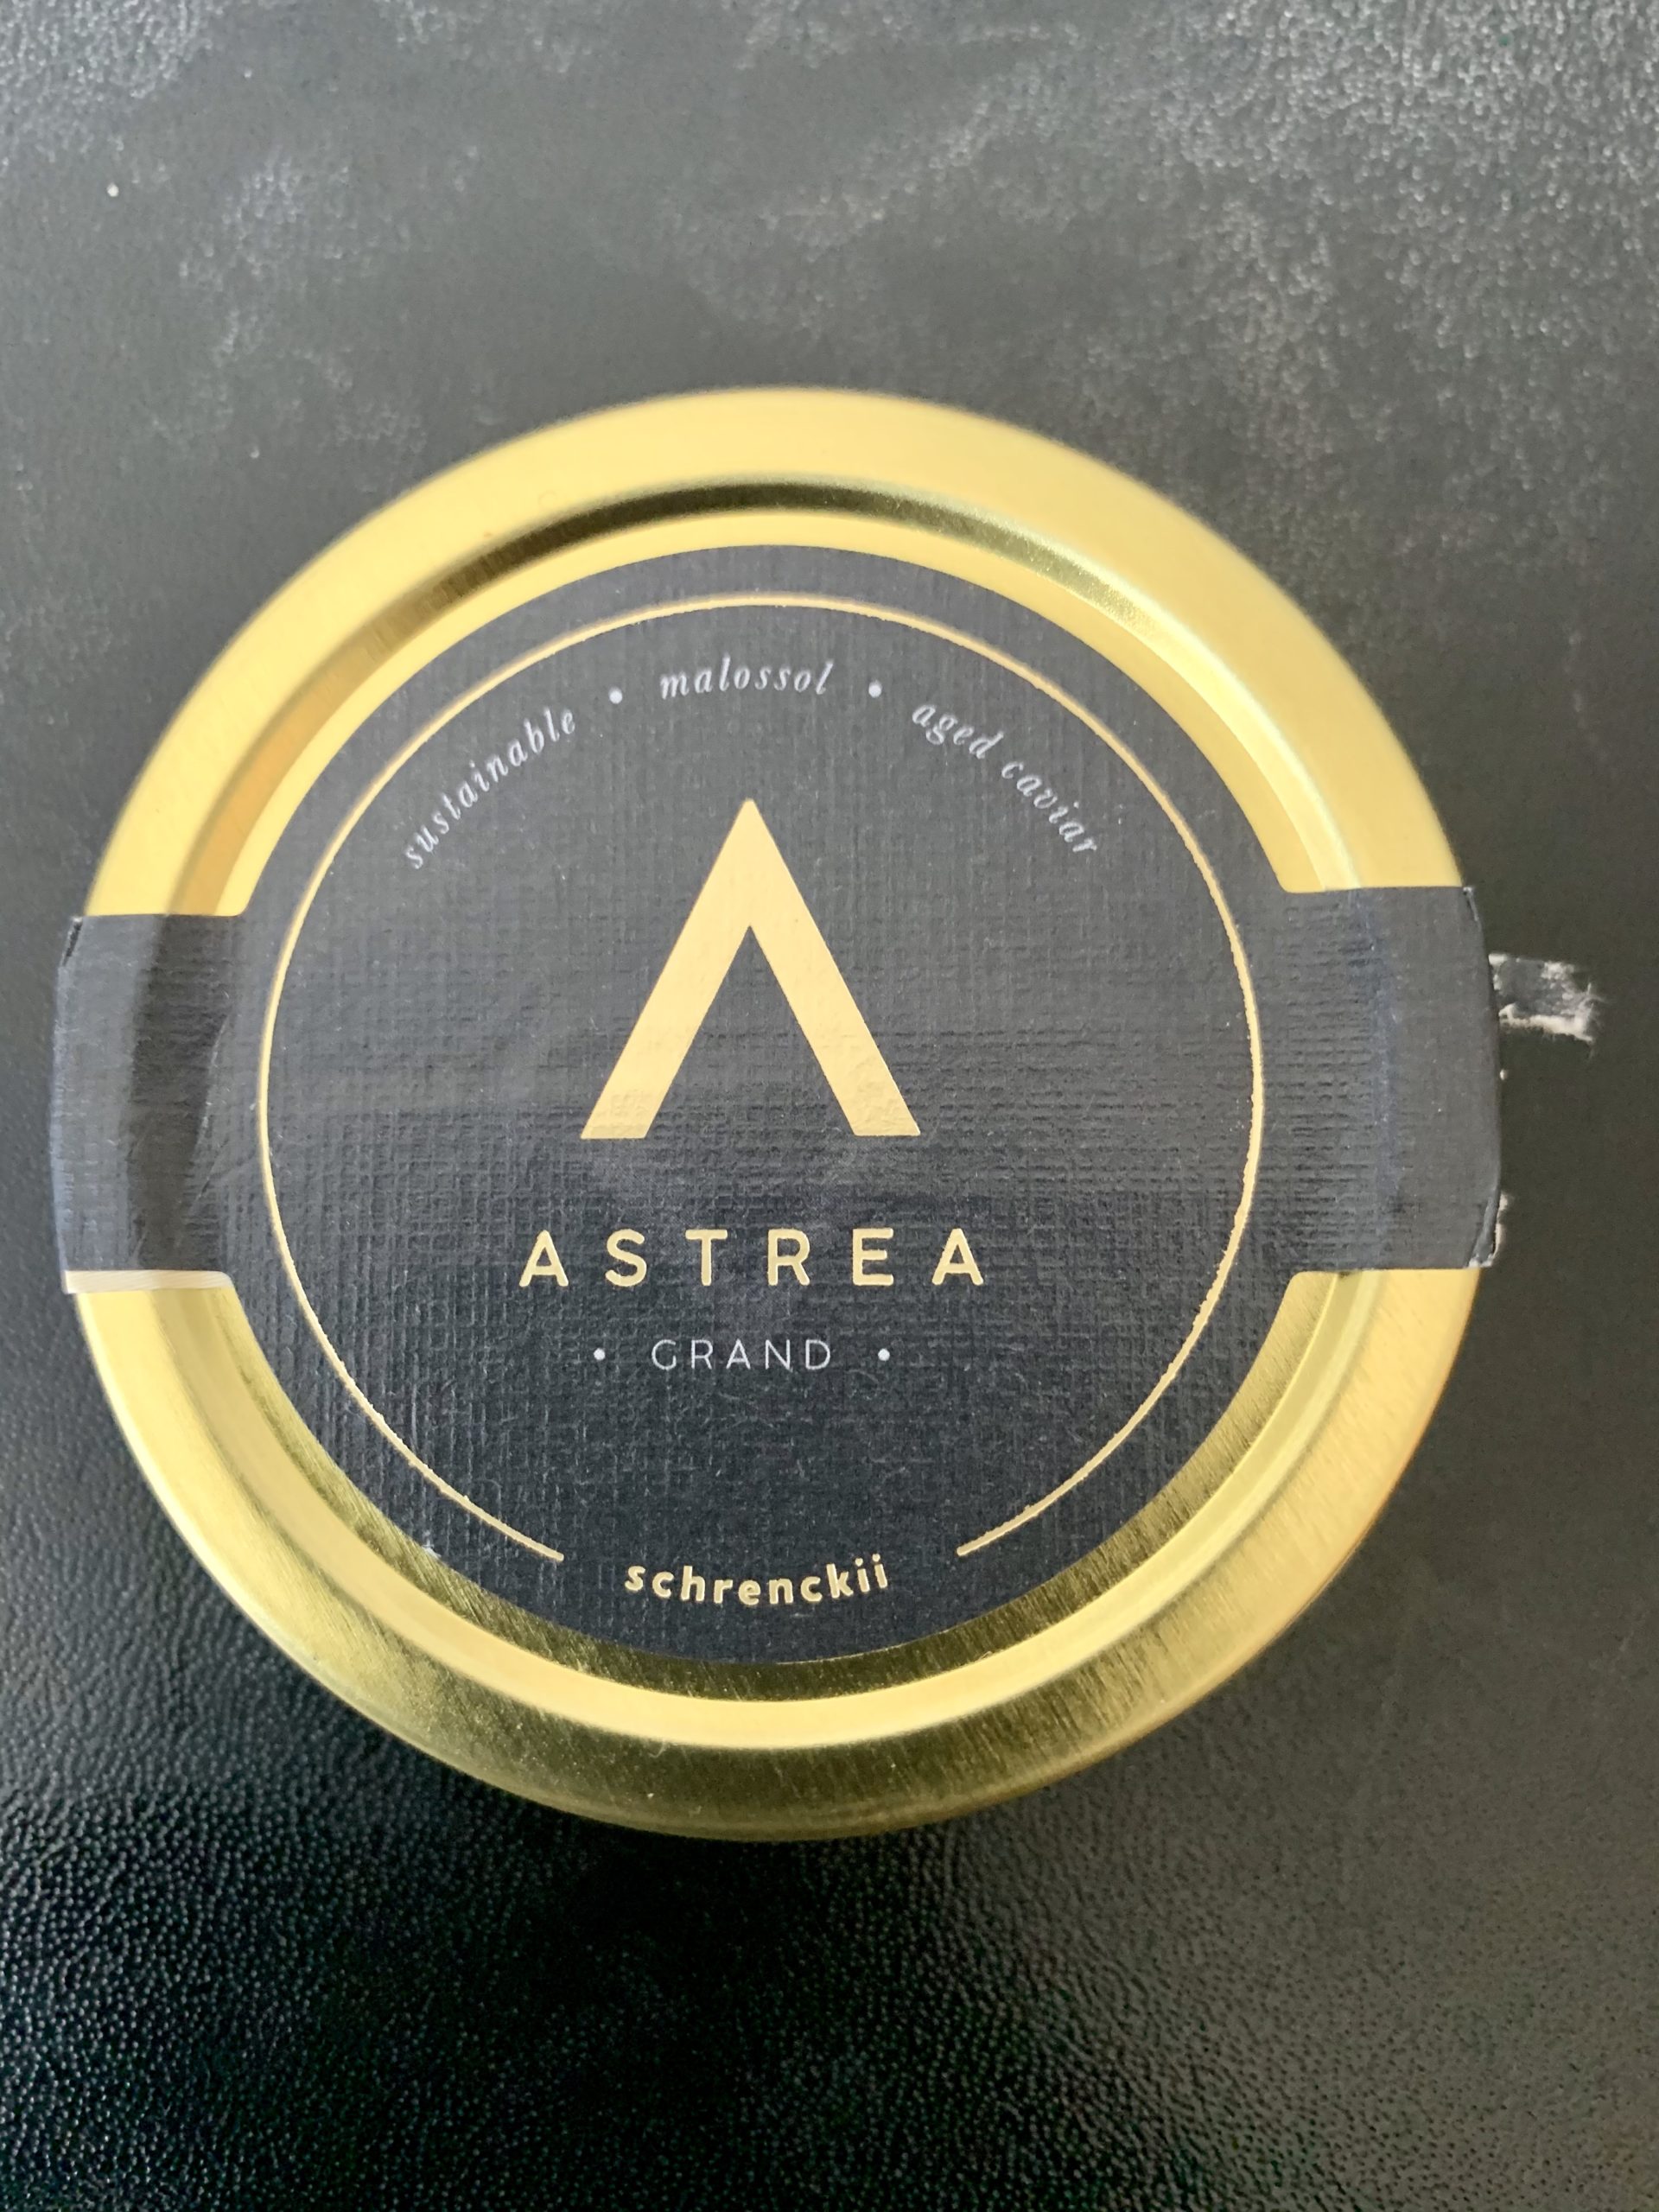 sustainable • malossol • aged caviar
ASTREA
• GRAND •
schrenckii